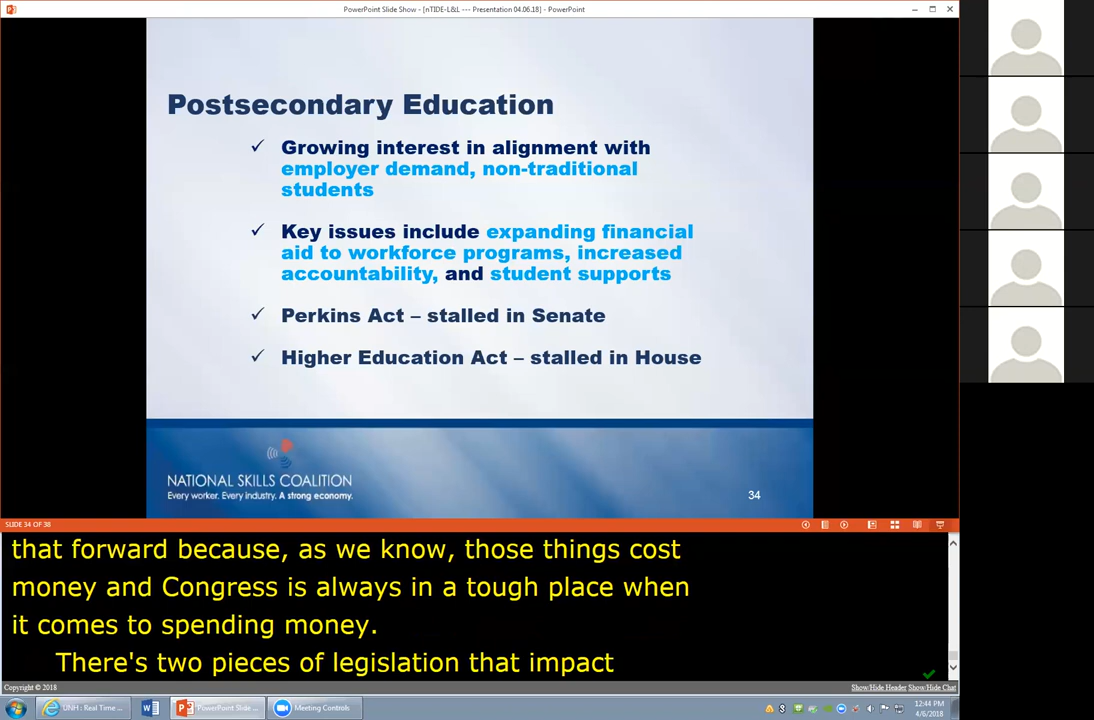 PowerPoint Slide Show - [nTIDE-L&L --- Presentation 04.06.18] - PowerPoint
Postsecondary Education
✓ Growing interest in alignment with
employer demand, non-traditional
students
✓ Key issues include expanding financial
aid to workforce programs, increased
accountability, and student supports
✓ Perkins Act – stalled in Senate
✓ Higher Education Act – stalled in House
NATIONAL SKILLS COALITION
Every worker. Every industry. A strong economy.
34
SLIDE 34 OF 38
that forward because, as we know, those things cost
money and Congress is always in a tough place when
it comes to spending money.
There's two pieces of legislation that impact
Copyright © 2018
Show/Hide Header Show/Hide Chat
UNH : Real Time ...
PowerPoint Slide ...
Meeting Controls
12:44 PM
4/6/2018